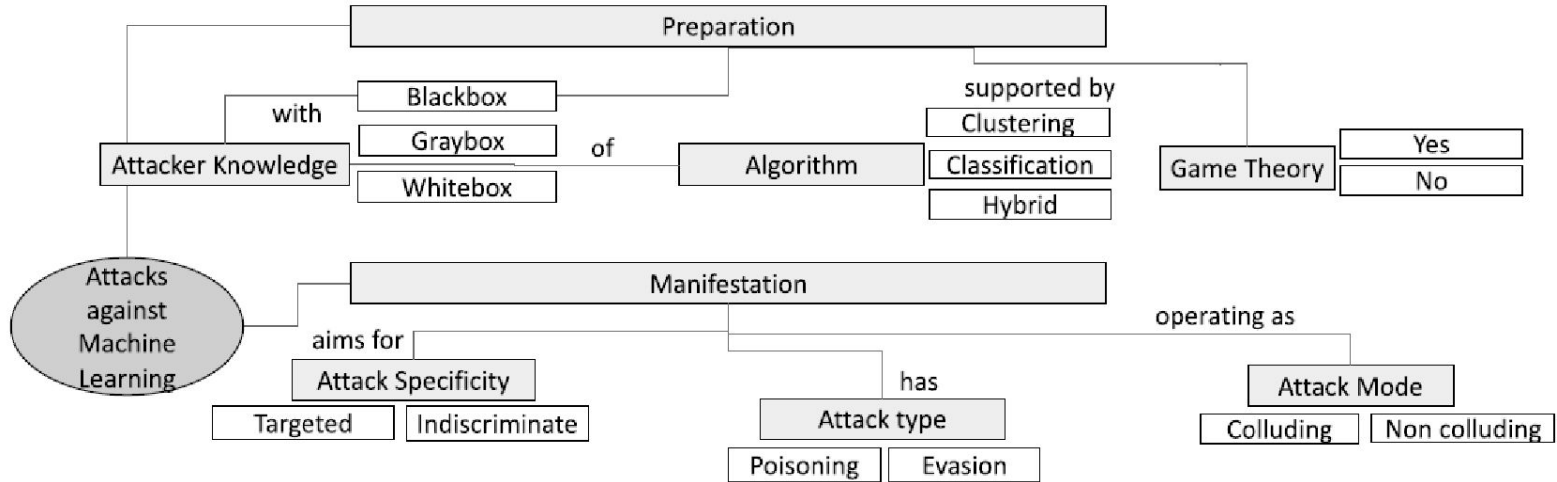 Preparation
Blackbox
with
supported by
Clustering
Graybox
of
Attacker Knowledge
Algorithm
Classification
Game Theory
Yes
No
Whitebox
Hybrid
Attacks
against
Machine
Learning
Manifestation
aims for
operating as
Attack Specificity
has
Attack Mode
Targeted
Indiscriminate
Attack type
Colluding
Non colluding
Poisoning
Evasion